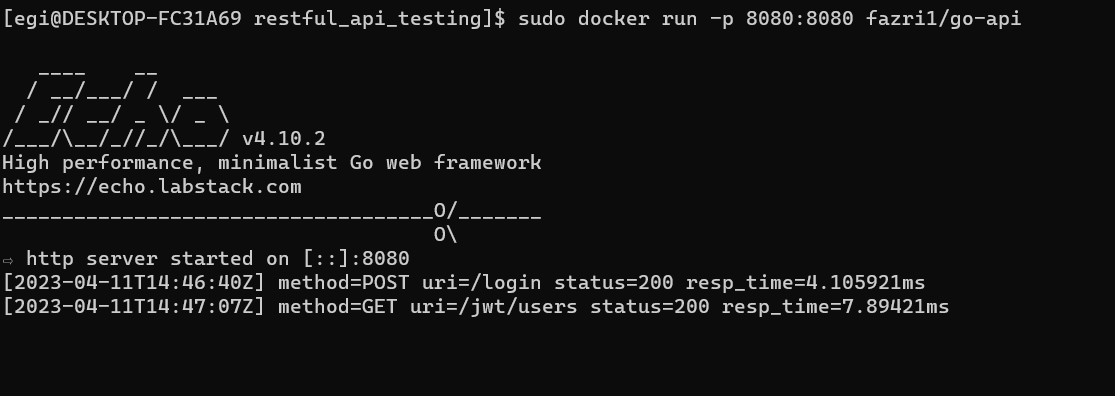 [egi@DESKTOP-FC31A69 restful_api_testing]$ sudo docker run -p 8080:8080 fazri1/go-api
   ____    __
  / __/___/ /  ___
 / _// __/ _ \/ _ \
/___/\__/_//_/\___/ v4.10.2
High performance, minimalist Go web framework
https://echo.labstack.com
____________________________________O/_______
                                    O\
⇨ http server started on [::]:8080
[2023-04-11T14:46:40Z] method=POST uri=/login status=200 resp_time=4.105921ms
[2023-04-11T14:47:07Z] method=GET uri=/jwt/users status=200 resp_time=7.89421ms